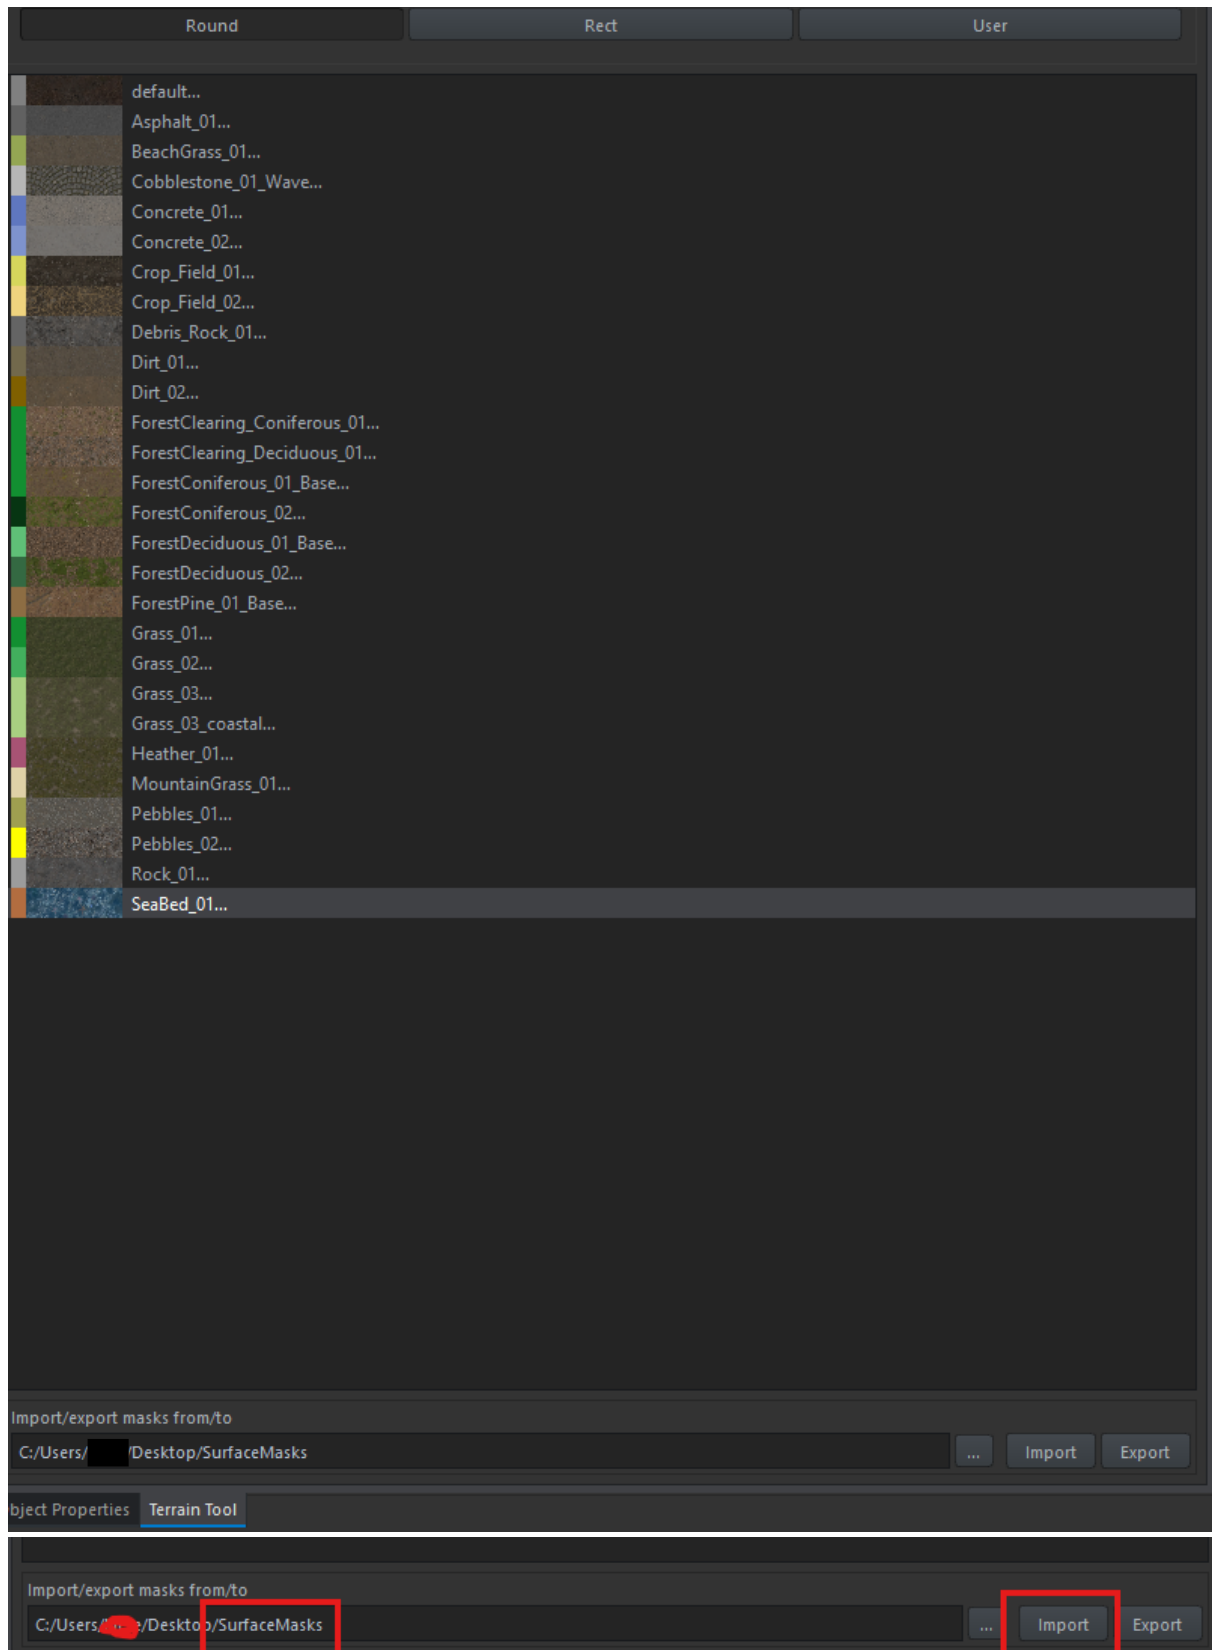 Round Rect User
default...
Asphalt_01...
BeachGrass_01...
Cobblestone_01_Wave...
Concrete_01...
Concrete_02...
Crop_Field_01...
Crop_Field_02...
Debris_Rock_01...
Dirt_01...
Dirt_02...
ForestClearing_Coniferous_01...
ForestClearing_Deciduous_01...
ForestConiferous_01_Base...
ForestConiferous_02...
ForestDeciduous_01_Base...
ForestDeciduous_02...
ForestPine_01_Base...
Grass_01...
Grass_02...
Grass_03...
Grass_03_coastal...
Heather_01...
MountainGrass_01...
Pebbles_01...
Pebbles_02...
Rock_01...
SeaBed_01...
Import/export masks from/to
C:/Users/ /Desktop/SurfaceMasks ... Import Export
bject Properties Terrain Tool
Import/export masks from/to
C:/Users/ /Desktop/SurfaceMasks ... Import Export